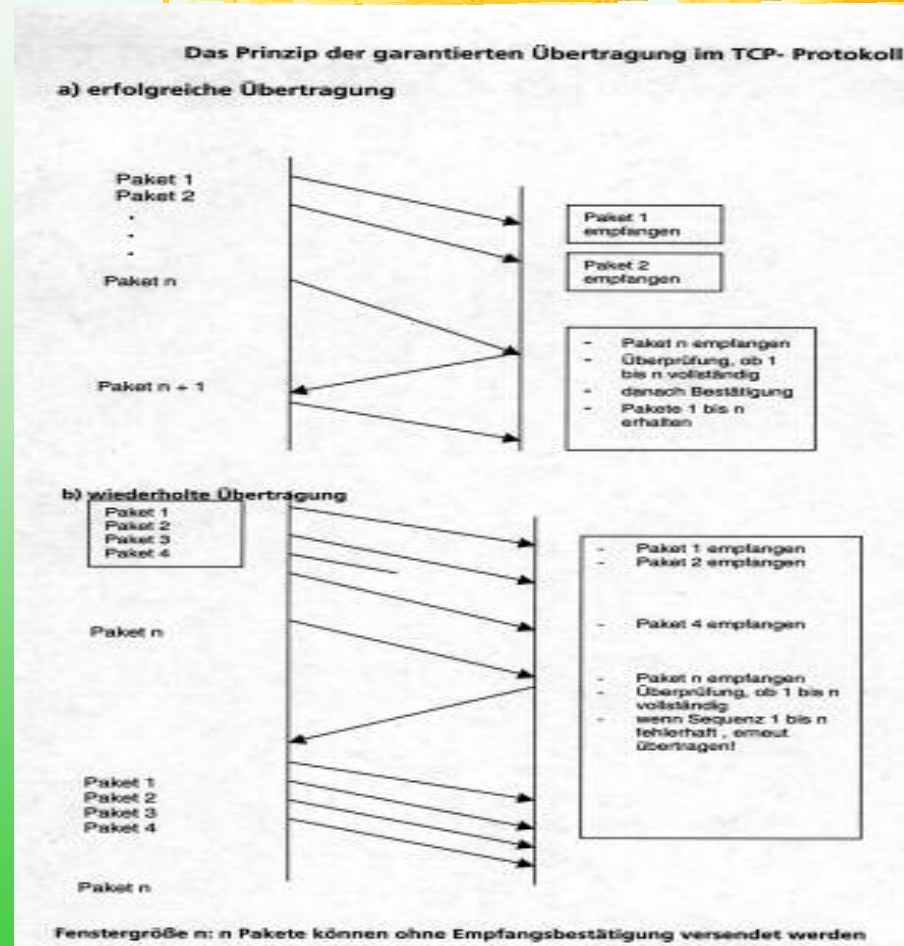 Das Prinzip der garantierten Übertragung im TCP- Protokoll
a) erfolgreiche Übertragung
Paket 1
Paket 2
.
.
.
Paket n
Paket n + 1
Paket 1
empfangen
Paket 2
empfangen
- Paket n empfangen
- Überprüfung, ob 1
bis n vollständig
- danach Bestätigung
- Pakete 1 bis n
erhalten
b) wiederholte Übertragung
Paket 1
Paket 2
Paket 3
Paket 4
Paket n
Paket 1
Paket 2
Paket 3
Paket 4
Paket n
- Paket 1 empfangen
- Paket 2 empfangen
- Paket 4 empfangen
- Paket n empfangen
- Überprüfung, ob 1 bis n
vollständig
- wenn Sequenz 1 bis n
fehlerhaft , erneut
übertragen!
Fenstergröße n: n Pakete können ohne Empfangsbestätigung versendet werden